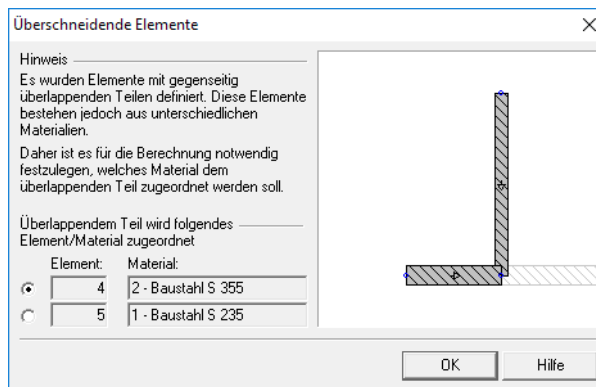 Überschneidende Elemente
Hinweis
Es wurden Elemente mit gegenseitig
überlappenden Teilen definiert. Diese Elemente
bestehen jedoch aus unterschiedlichen
Materialien.
Daher ist es für die Berechnung notwendig
festzulegen, welches Material dem
überlappenden Teil zugeordnet werden soll.
Überlappendem Teil wird folgendes
Element/Material zugeordnet
Element: Material:
4 2 - Baustahl S 355
5 1 - Baustahl S 235
OK Hilfe